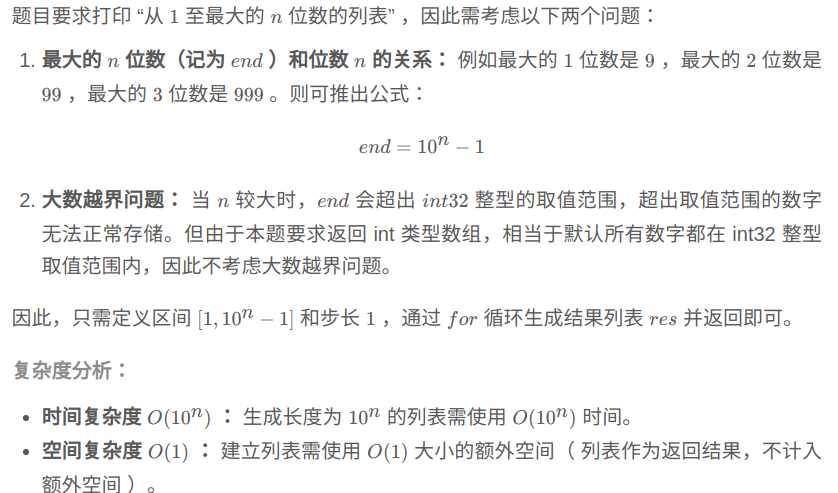 题目要求打印 “从 1 至最大的 n 位数的列表” ，因此需考虑以下两个问题：
1. 最大的 n 位数（记为 end ）和位数 n 的关系： 例如最大的 1 位数是 9 ，最大的 2 位数是
99 ，最大的 3 位数是 999 。则可推出公式：
end = 10ⁿ − 1
2. 大数越界问题： 当 n 较大时，end 会超出 int32 整型的取值范围，超出取值范围的数字
无法正常存储。但由于本题要求返回 int 类型数组，相当于默认所有数字都在 int32 整型
取值范围内，因此不考虑大数越界问题。
因此，只需定义区间 [1, 10ⁿ − 1] 和步长 1 ，通过 for 循环生成结果列表 res 并返回即可。
复杂度分析：
• 时间复杂度 O(10ⁿ) ： 生成长度为 10ⁿ 的列表需使用 O(10ⁿ) 时间。
• 空间复杂度 O(1) ： 建立列表需使用 O(1) 大小的额外空间（ 列表作为返回结果，不计入
额外空间 ）。